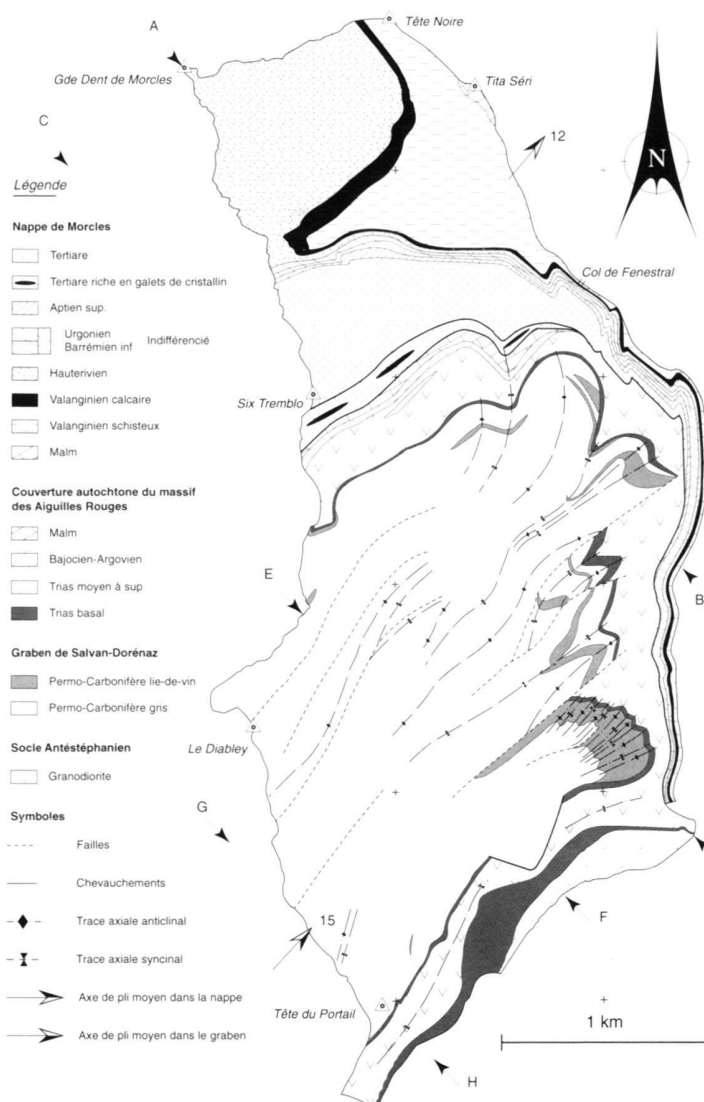 A
Tête Noire
Gde Dent de Morcles
Tita Séri
C
12
N
Légende
Nappe de Morcles
Tertiare
Tertiare riche en galets de cristallin
Aptien sup.
Urgonien
Barrémien inf
Indifférencié
Hauterivien
Valanginien calcaire
Valanginien schisteux
Malm
Col de Fenestral
Six Tremblo
Couverture autochtone du massif
des Aiguilles Rouges
Malm
Bajocien-Argovien
Trias moyen à sup
Trias basal
E
B
Graben de Salvan-Dorénaz
Permo-Carbonifère lie-de-vin
Permo-Carbonifère gris
Le Diabley
Socle Antéstéphanien
Granodiorite
G
Symboles
Failles
Chevauchements
Trace axiale anticlinal
Trace axiale syncinal
Axe de pli moyen dans la nappe
Axe de pli moyen dans le graben
15
F
Tête du Portail
1 km
H